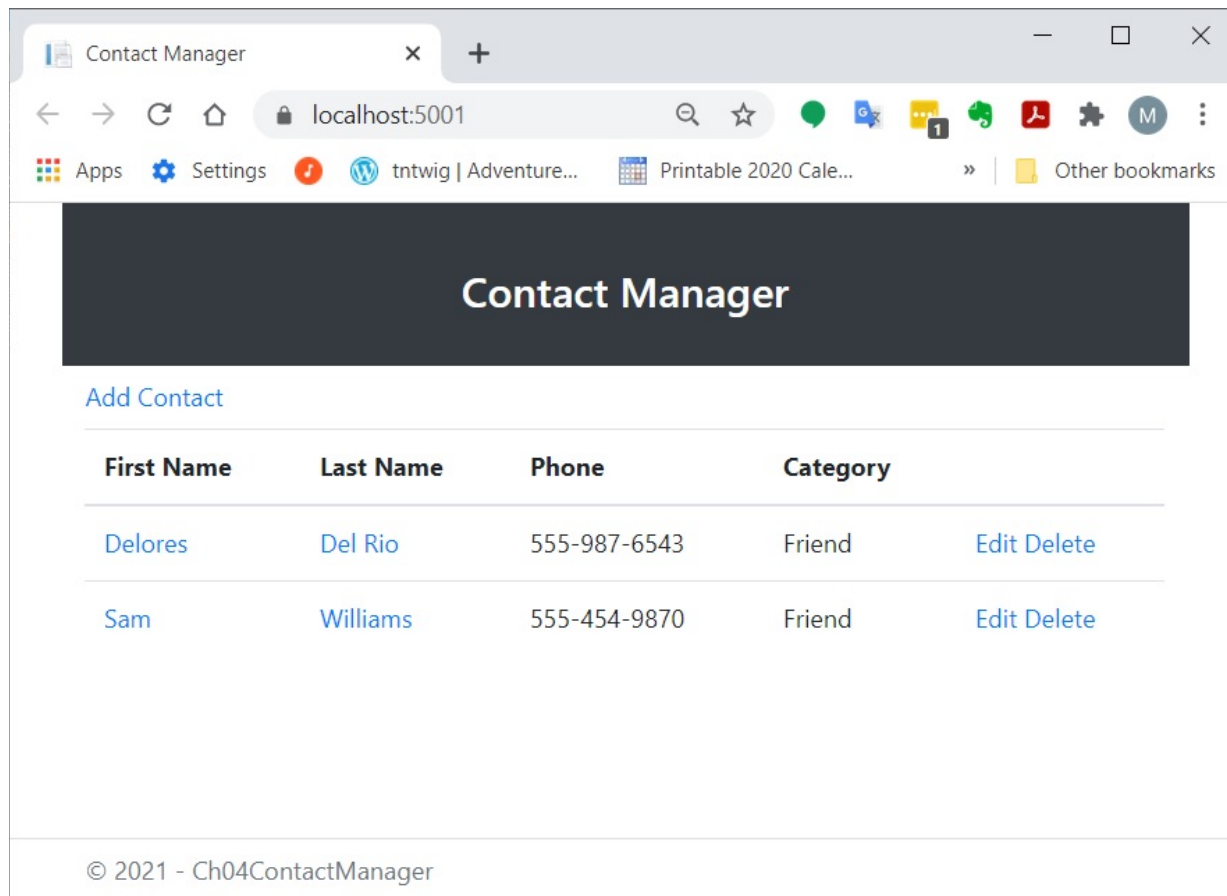 Contact Manager
localhost:5001
1
M
Apps Settings tntwig | Adventure... Printable 2020 Cale... » Other bookmarks
Contact Manager
Add Contact
First Name Last Name Phone Category
Delores Del Rio 555-987-6543 Friend Edit Delete
Sam Williams 555-454-9870 Friend Edit Delete
© 2021 - Ch04ContactManager